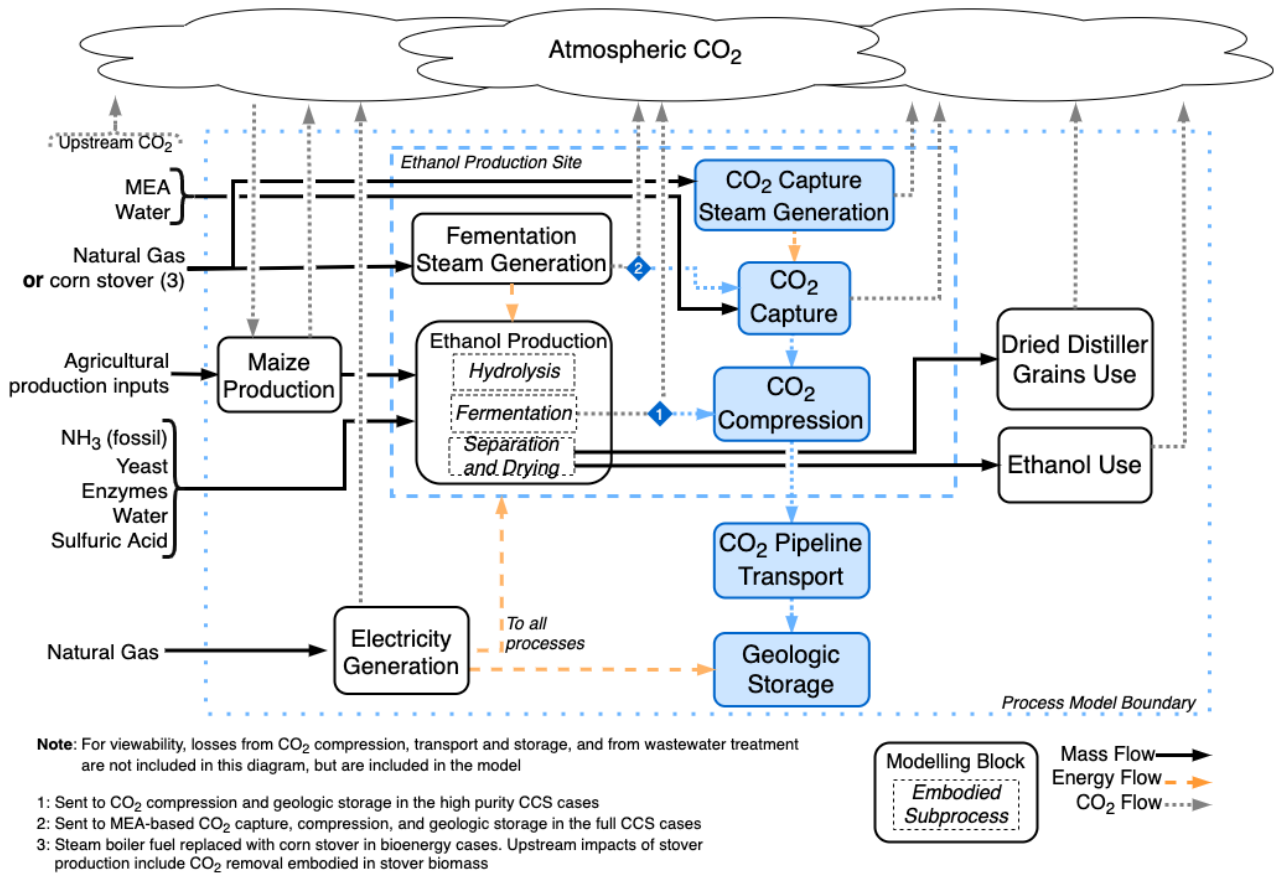 Atmospheric CO2
Upstream CO2
Ethanol Production Site
MEA
Water
CO2 Capture
Steam Generation
Natural Gas
or corn stover (3)
Fementation
Steam Generation
2
CO2
Capture
Agricultural
production inputs
Maize
Production
Ethanol Production
Hydrolysis
Fermentation
Separation
and Drying
1
CO2
Compression
Dried Distiller
Grains Use
Ethanol Use
NH3 (fossil)
Yeast
Enzymes
Water
Sulfuric Acid
CO2 Pipeline
Transport
Natural Gas
Electricity
Generation
To all
processes
Geologic
Storage
Process Model Boundary
Note: For viewability, losses from CO2 compression, transport and storage, and from wastewater treatment
are not included in this diagram, but are included in the model
1: Sent to CO2 compression and geologic storage in the high purity CCS cases
2: Sent to MEA-based CO2 capture, compression, and geologic storage in the full CCS cases
3: Steam boiler fuel replaced with corn stover in bioenergy cases. Upstream impacts of stover
production include CO2 removal embodied in stover biomass
Modelling Block
Embodied
Subprocess
Mass Flow
Energy Flow
CO2 Flow